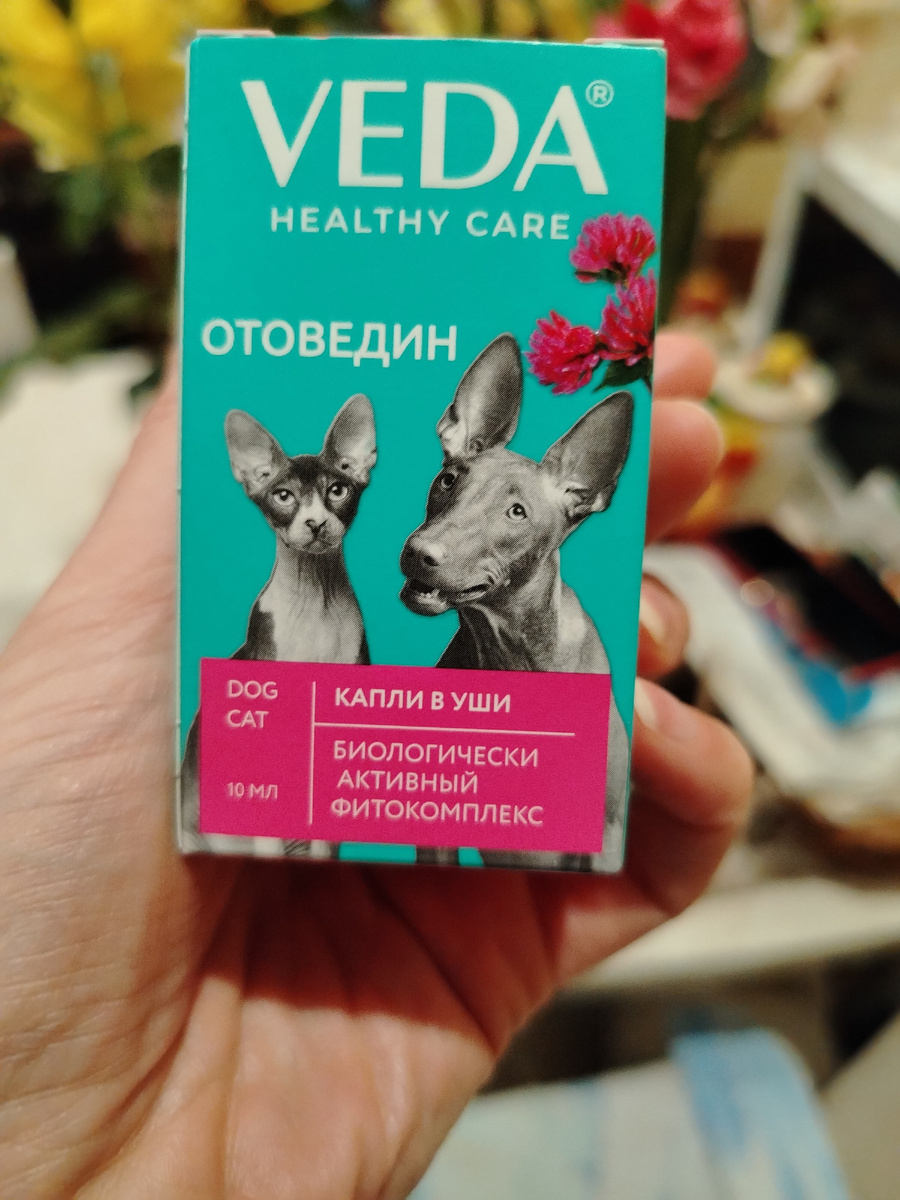 VEDA®
HEALTHY CARE
ОТОВЕДИН
DOG
CAT
10 МЛ
КАПЛИ В УШИ
БИОЛОГИЧЕСКИ
АКТИВНЫЙ
ФИТОКОМПЛЕКС